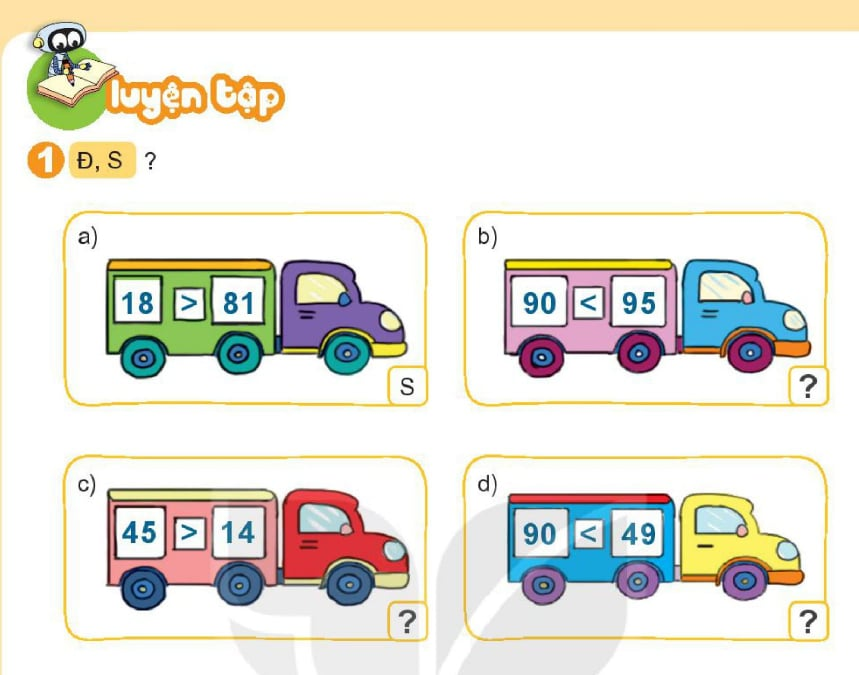 luyện tập
1 Đ, S ?
a)
18 > 81
S
b)
90 < 95
?
c)
45 > 14
?
d)
90 < 49
?